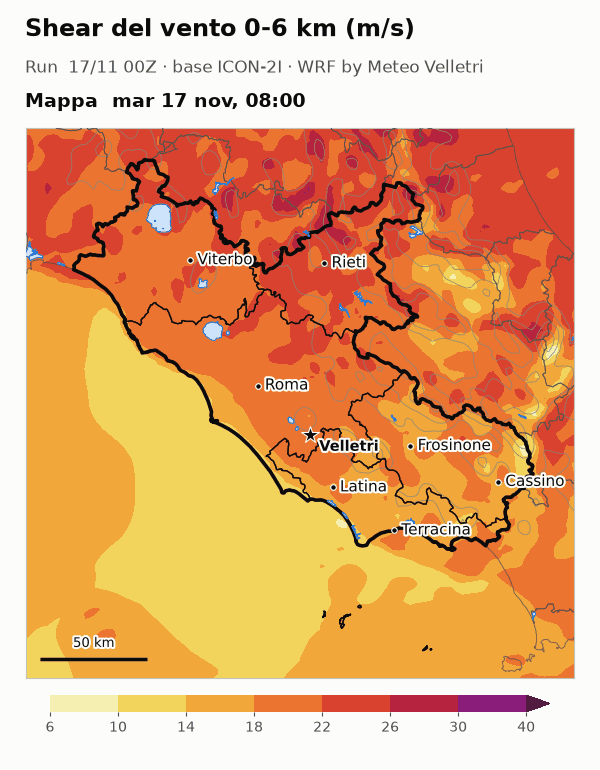 Shear del vento 0-6 km (m/s)
Run  17/11 00Z · base ICON-2I · WRF by Meteo Velletri
Mappa  mar 17 nov, 08:00
Viterbo
Rieti
Roma
Velletri
Frosinone
Latina
Cassino
Terracina
50 km
6 10 14 18 22 26 30 40